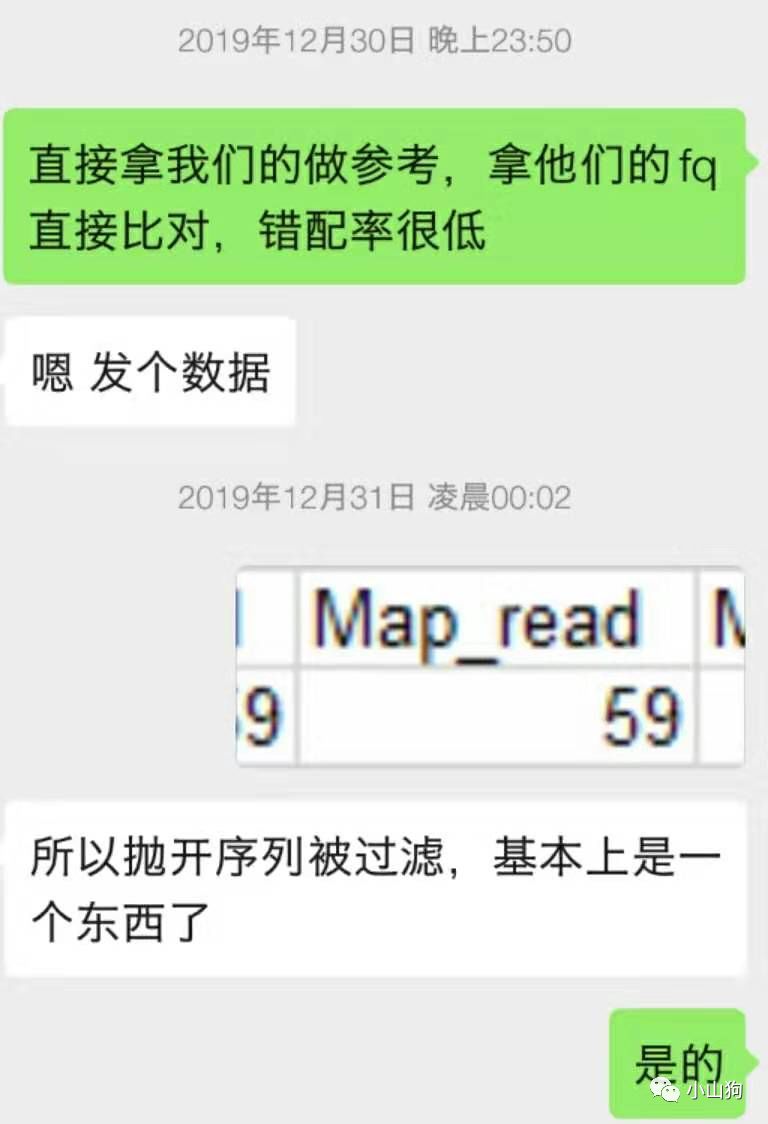 2019年12月30日 晚上23:50
直接拿我们的做参考，拿他们的fq
直接比对，错配率很低
嗯 发个数据
2019年12月31日 凌晨00:02
Map_read
59
所以抛开序列被过滤，基本上是一
个东西了
是的
小山狗